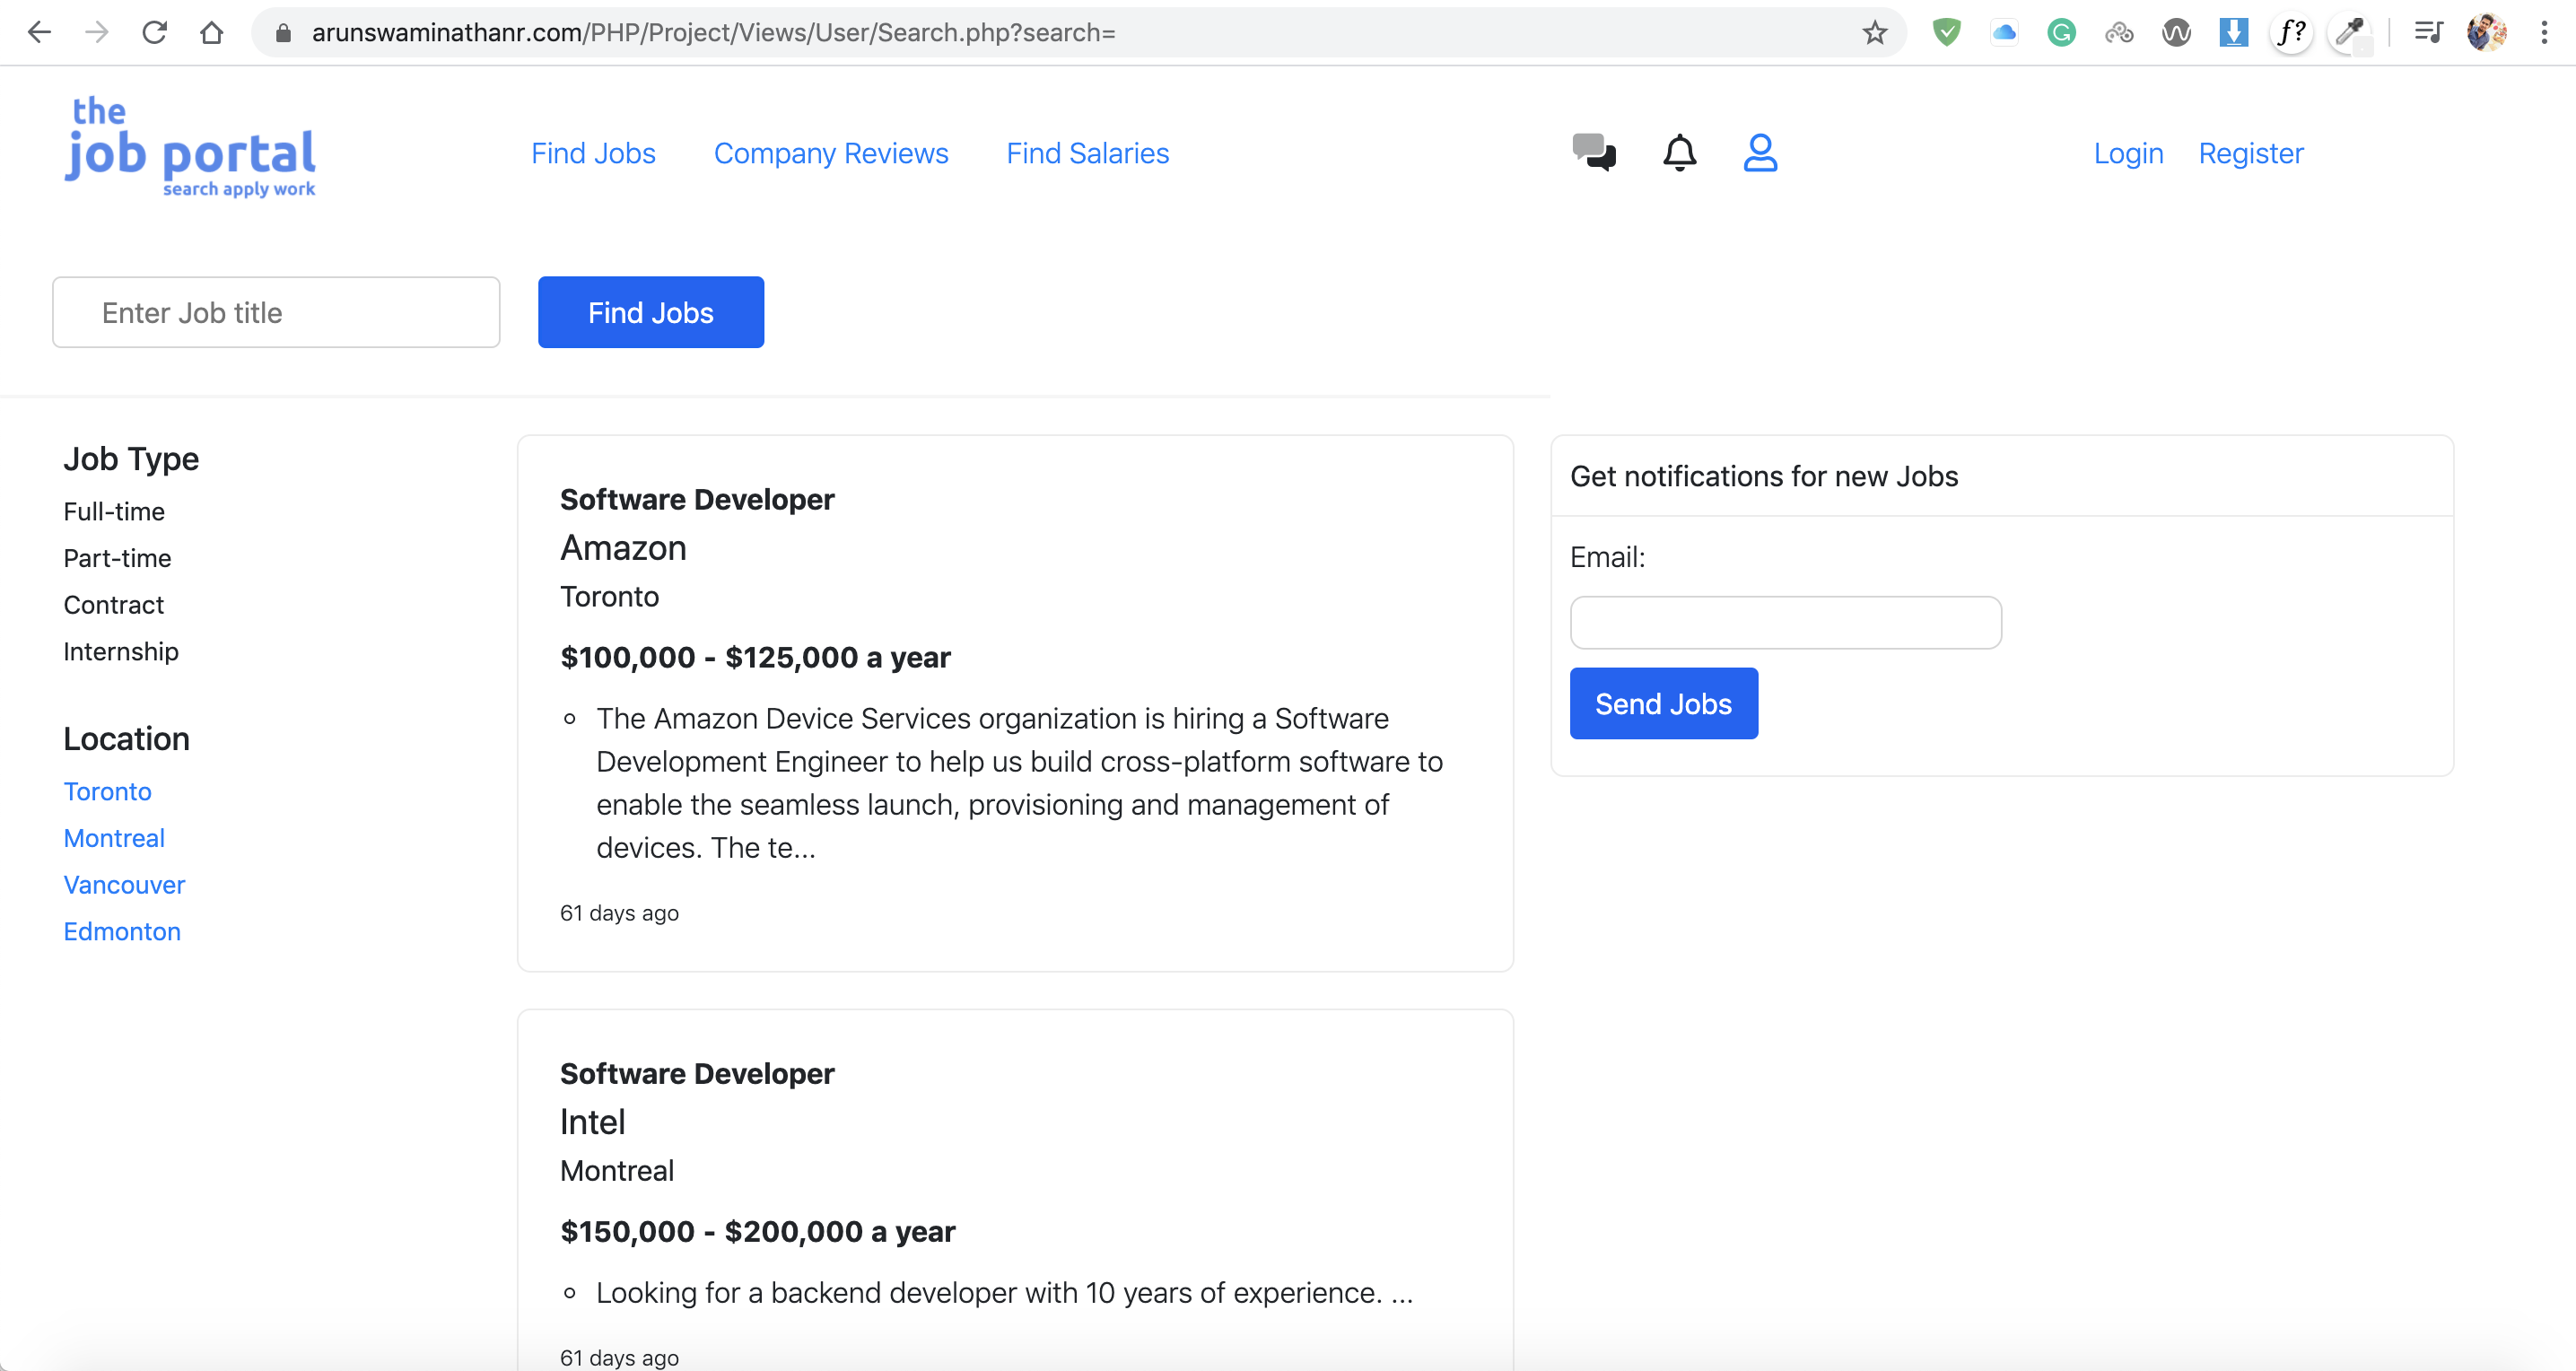 arunswaminathanr.com/PHP/Project/Views/User/Search.php?search=
f?
the
job portal
search apply work
Find Jobs
Company Reviews
Find Salaries
Login
Register
Enter Job title
Find Jobs
Job Type
Full-time
Part-time
Contract
Internship
Location
Toronto
Montreal
Vancouver
Edmonton
Software Developer
Amazon
Toronto
$100,000 - $125,000 a year
The Amazon Device Services organization is hiring a Software
Development Engineer to help us build cross-platform software to
enable the seamless launch, provisioning and management of
devices. The te...
61 days ago
Software Developer
Intel
Montreal
$150,000 - $200,000 a year
Looking for a backend developer with 10 years of experience. ...
61 days ago
Get notifications for new Jobs
Email:
Send Jobs